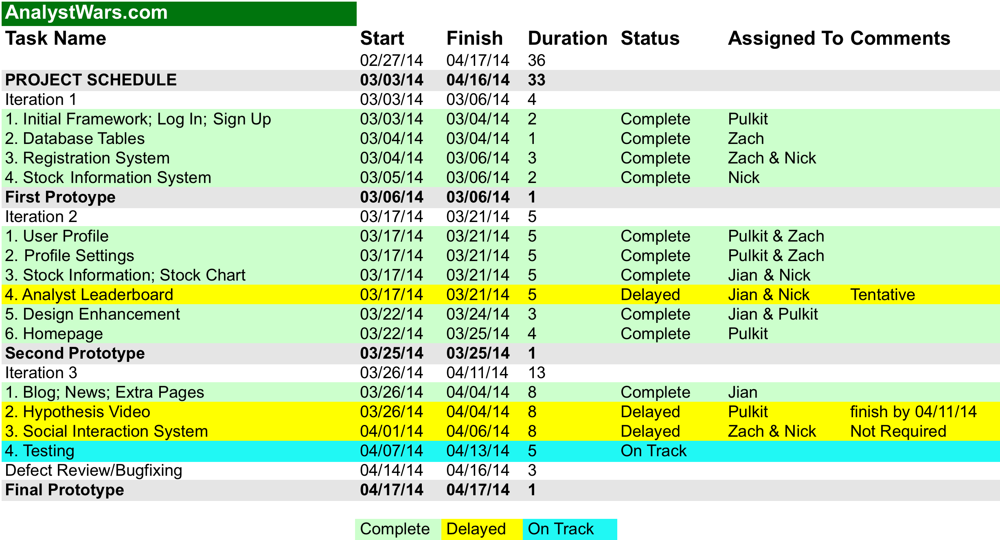 AnalystWars.com
Task Name Start Finish Duration Status Assigned To Comments
02/27/14 04/17/14 36
PROJECT SCHEDULE 03/03/14 04/16/14 33
Iteration 1 03/03/14 03/06/14 4
1. Initial Framework; Log In; Sign Up 03/03/14 03/04/14 2 Complete Pulkit
2. Database Tables 03/04/14 03/04/14 1 Complete Zach
3. Registration System 03/04/14 03/06/14 3 Complete Zach & Nick
4. Stock Information System 03/05/14 03/06/14 2 Complete Nick
First Protoype 03/06/14 03/06/14 1
Iteration 2 03/17/14 03/21/14 5
1. User Profile 03/17/14 03/21/14 5 Complete Pulkit & Zach
2. Profile Settings 03/17/14 03/21/14 5 Complete Pulkit & Zach
3. Stock Information; Stock Chart 03/17/14 03/21/14 5 Complete Jian & Nick
4. Analyst Leaderboard 03/17/14 03/21/14 5 Delayed Jian & Nick Tentative
5. Design Enhancement 03/22/14 03/24/14 3 Complete Jian & Pulkit
6. Homepage 03/22/14 03/25/14 4 Complete Pulkit
Second Prototype 03/25/14 03/25/14 1
Iteration 3 03/26/14 04/11/14 13
1. Blog; News; Extra Pages 03/26/14 04/04/14 8 Complete Jian
2. Hypothesis Video 03/26/14 04/04/14 8 Delayed Pulkit finish by 04/11/14
3. Social Interaction System 04/01/14 04/06/14 8 Delayed Zach & Nick Not Required
4. Testing 04/07/14 04/13/14 5 On Track
Defect Review/Bugfixing 04/14/14 04/16/14 3
Final Prototype 04/17/14 04/17/14 1
Complete Delayed On Track